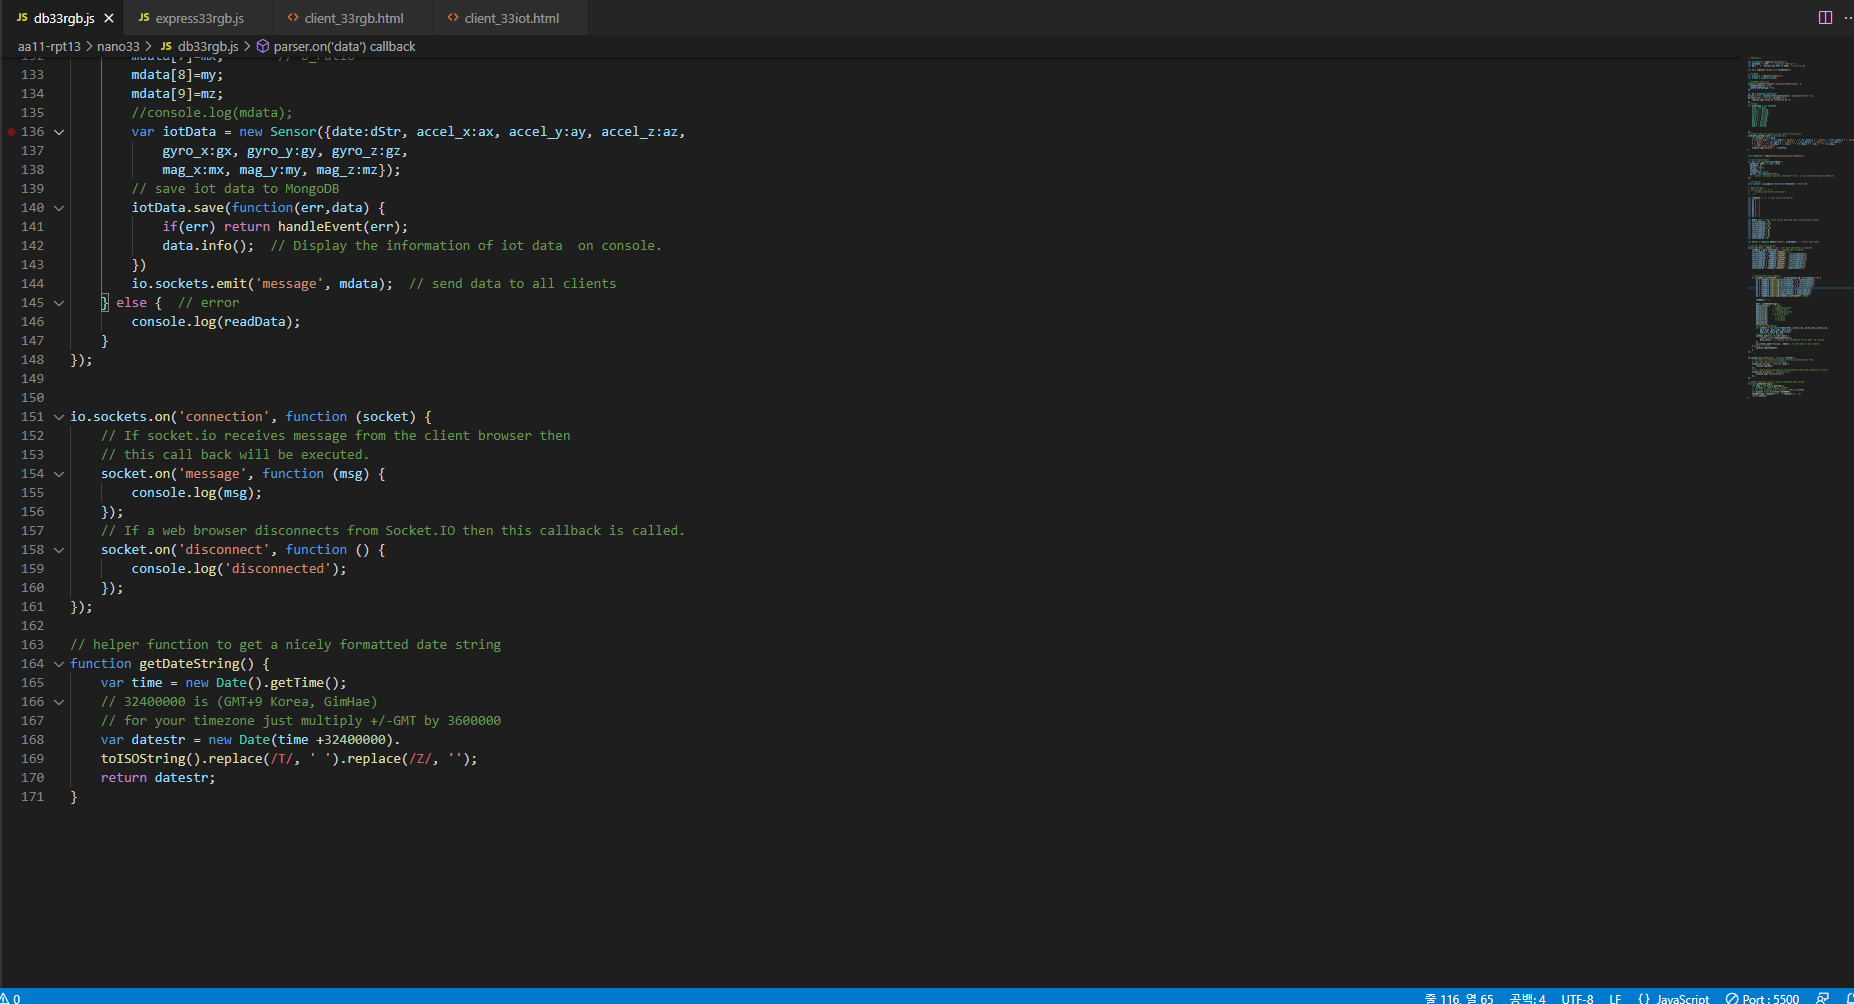 JS db33rgb.js
JS express33rgb.js
<> client_33rgb.html
<> client_33iot.html
aa11-rpt13 > nano33 > JS db33rgb.js > parser.on('data') callback
132 mdata[7]=mx; // b_ratio
133 mdata[8]=my;
134 mdata[9]=mz;
135 //console.log(mdata);
136 var iotData = new Sensor({date:dStr, accel_x:ax, accel_y:ay, accel_z:az,
137 gyro_x:gx, gyro_y:gy, gyro_z:gz,
138 mag_x:mx, mag_y:my, mag_z:mz});
139 // save iot data to MongoDB
140 iotData.save(function(err,data) {
141 if(err) return handleEvent(err);
142 data.info();  // Display the information of iot data  on console.
143 })
144 io.sockets.emit('message', mdata);  // send data to all clients
145 } else {  // error
146 console.log(readData);
147 }
148 });
149
150
151 io.sockets.on('connection', function (socket) {
152 // If socket.io receives message from the client browser then
153 // this call back will be executed.
154 socket.on('message', function (msg) {
155 console.log(msg);
156 });
157 // If a web browser disconnects from Socket.IO then this callback is called.
158 socket.on('disconnect', function () {
159 console.log('disconnected');
160 });
161 });
162
163 // helper function to get a nicely formatted date string
164 function getDateString() {
165 var time = new Date().getTime();
166 // 32400000 is (GMT+9 Korea, GimHae)
167 // for your timezone just multiply +/-GMT by 3600000
168 var datestr = new Date(time +32400000).
169 toISOString().replace(/T/, ' ').replace(/Z/, '');
170 return datestr;
171 }
0
줄 116, 열 65 공백: 4 UTF-8 LF {} JavaScript Port : 5500